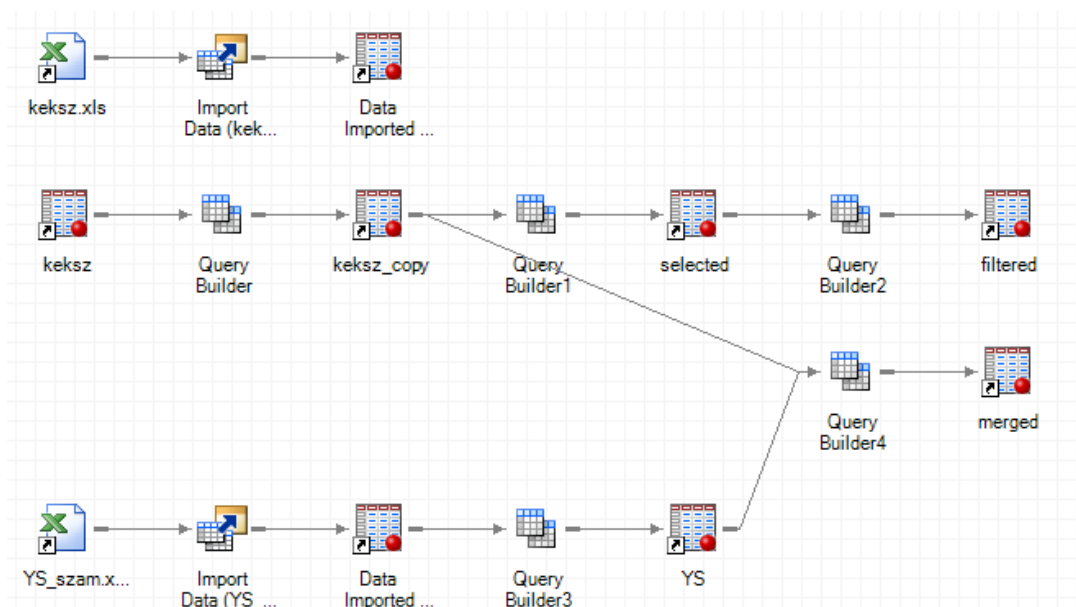 keksz.xls
Import
Data (kek...
Data
Imported ...
keksz
Query
Builder
keksz_copy
Query
Builder1
selected
Query
Builder2
filtered
Query
Builder4
merged
YS_szam.x...
Import
Data (YS_...
Data
Imported ...
Query
Builder3
YS